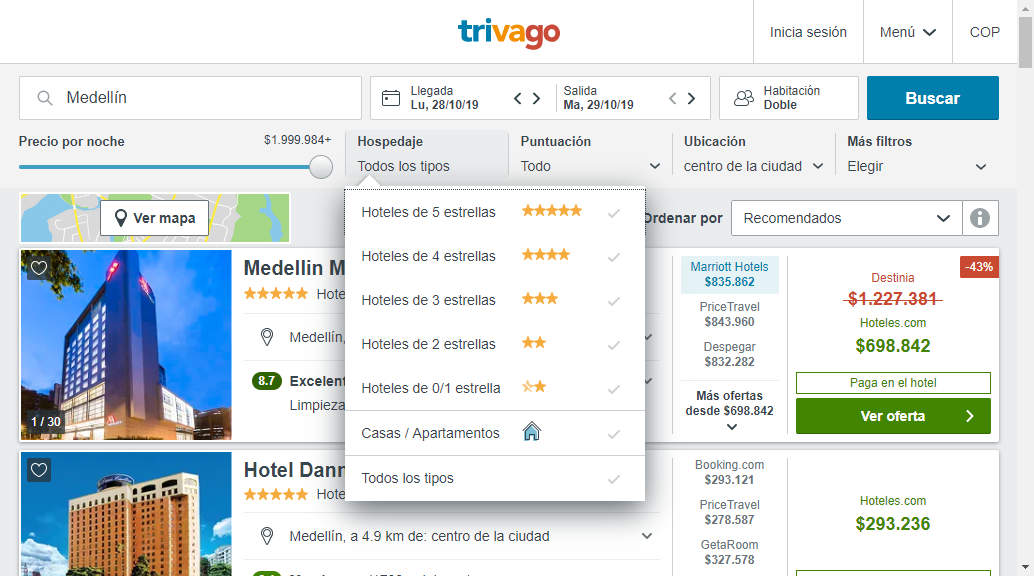 trivago
Inicia sesión
Menú
COP
Medellín
Llegada
Lu, 28/10/19
Salida
Ma, 29/10/19
Habitación
Doble
Buscar
Precio por noche
$1.999.984+
Hospedaje
Todos los tipos
Puntuación
Todo
Ubicación
centro de la ciudad
Más filtros
Elegir
Ver mapa
Hoteles de 5 estrellas
Hoteles de 4 estrellas
Hoteles de 3 estrellas
Hoteles de 2 estrellas
Hoteles de 0/1 estrella
Casas / Apartamentos
Todos los tipos
Ordenar por
Recomendados
1 / 30
Medellin M
Hote
Medellín,
8.7 Excelent
Limpieza
Marriott Hotels
$835.862
PriceTravel
$843.960
Despegar
$832.282
Más ofertas
desde $698.842
-43%
Destinia
$1.227.381
Hoteles.com
$698.842
Paga en el hotel
Ver oferta
Hotel Dann
Hote
Medellín, a 4.9 km de: centro de la ciudad
Booking.com
$293.121
PriceTravel
$278.587
GetaRoom
$327.578
Hoteles.com
$293.236